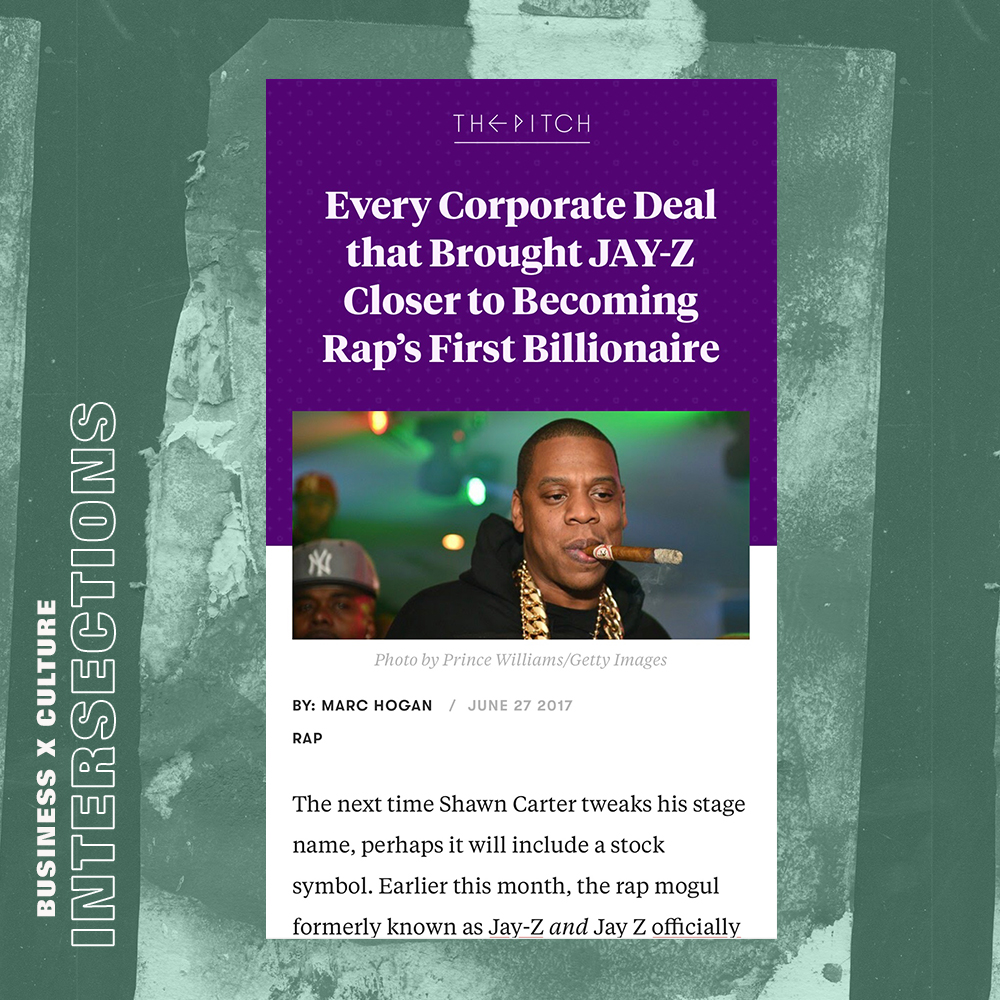 THE PITCH
Every Corporate Deal
that Brought JAY-Z
Closer to Becoming
Rap's First Billionaire
NY
Photo by Prince Williams/Getty Images
BY: MARC HOGAN / JUNE 27 2017
RAP
The next time Shawn Carter tweaks his stage
name, perhaps it will include a stock
symbol. Earlier this month, the rap mogul
formerly known as Jay-Z and Jay Z officially
BUSINESS X CULTURE
INTERSECTIONS